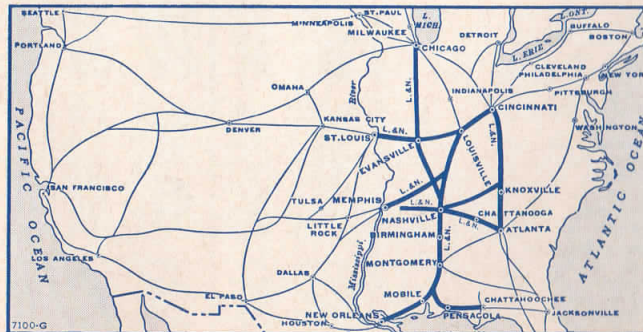 SEATTLE
MINNEAPOLIS
ST. PAUL
L. MICH.
L. ONT.
MILWAUKEE
DETROIT
BUFFALO
BOSTON
PORTLAND
CHICAGO
L. ERIE
CLEVELAND
PHILADELPHIA
NEW YORK
OMAHA
River
L. & N.
INDIANAPOLIS
PITTSBURGH
CINCINNATI
KANSAS CITY
DENVER
ST. LOUIS
L. & N.
EVANSVILLE
LOUISVILLE
L. & N.
WASHINGTON
PACIFIC OCEAN
SAN FRANCISCO
L. & N.
KNOXVILLE
TULSA
MEMPHIS
NASHVILLE
L. & N.
CHATTANOOGA
LITTLE ROCK
L. & N.
BIRMINGHAM
L. & N.
ATLANTA
ATLANTIC OCEAN
LOS ANGELES
Mississippi
MONTGOMERY
DALLAS
EL PASO
MOBILE
CHATTAHOOCHEE
NEW ORLEANS
PENSACOLA
HOUSTON
JACKSONVILLE
7100-G